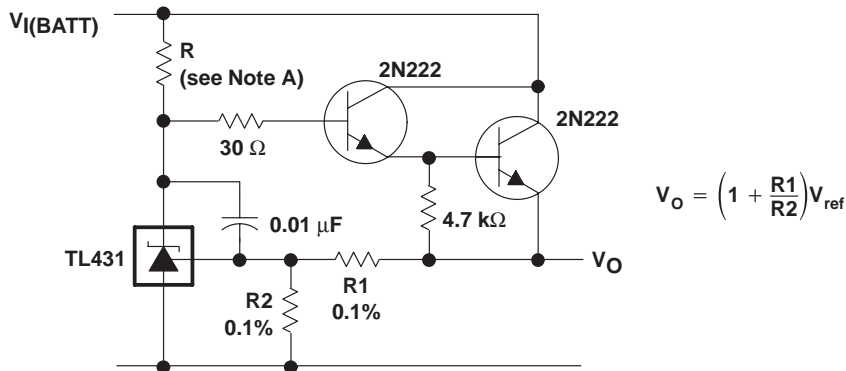 VI(BATT)
R
(see Note A)
2N222
2N222
30 Ω
0.01 μF
4.7 kΩ
VO = (1 + R1/R2)Vref
TL431
VO
R1
0.1%
R2
0.1%